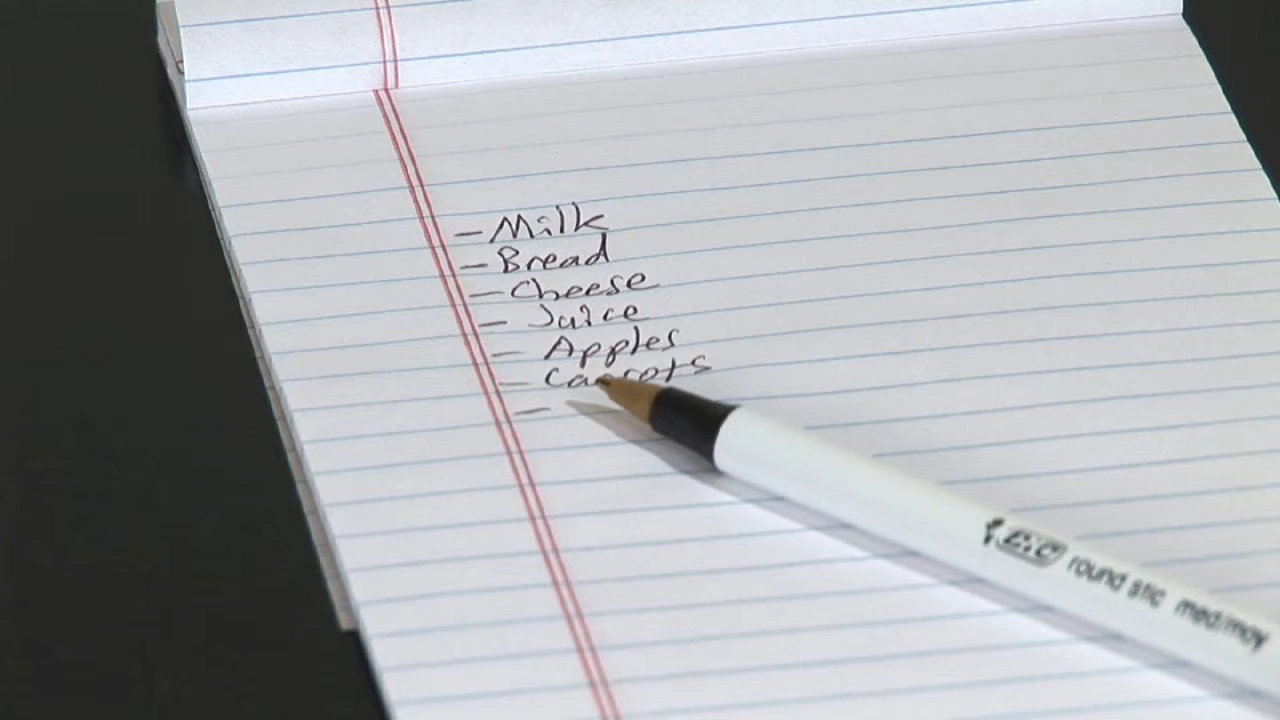 - Milk
- Bread
- Cheese
- Juice
- Apples
- Carrots
-
BIC round stic med/moy